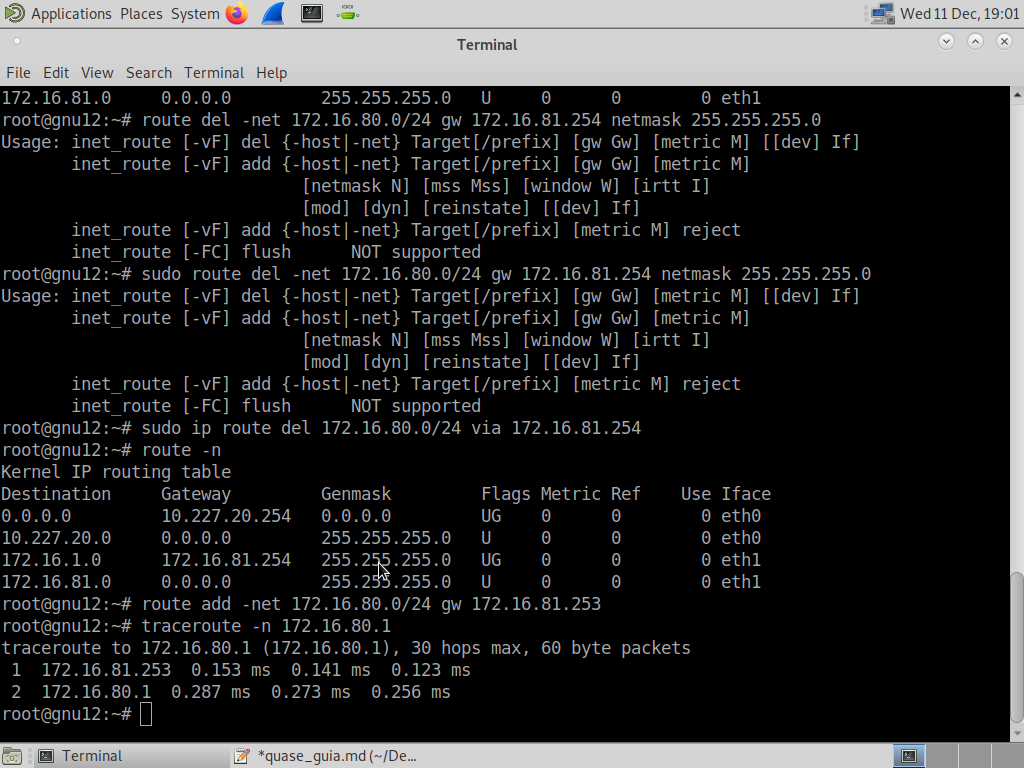 Applications Places System Wed 11 Dec, 19:01
Terminal
File Edit View Search Terminal Help
172.16.81.0     0.0.0.0         255.255.255.0   U     0      0        0 eth1
root@gnu12:~# route del -net 172.16.80.0/24 gw 172.16.81.254 netmask 255.255.255.0
Usage: inet_route [-vF] del {-host|-net} Target[/prefix] [gw Gw] [metric M] [[dev] If]
       inet_route [-vF] add {-host|-net} Target[/prefix] [gw Gw] [metric M]
                              [netmask N] [mss Mss] [window W] [irtt I]
                              [mod] [dyn] [reinstate] [[dev] If]
       inet_route [-vF] add {-host|-net} Target[/prefix] [metric M] reject
       inet_route [-FC] flush      NOT supported
root@gnu12:~# sudo route del -net 172.16.80.0/24 gw 172.16.81.254 netmask 255.255.255.0
Usage: inet_route [-vF] del {-host|-net} Target[/prefix] [gw Gw] [metric M] [[dev] If]
       inet_route [-vF] add {-host|-net} Target[/prefix] [gw Gw] [metric M]
                              [netmask N] [mss Mss] [window W] [irtt I]
                              [mod] [dyn] [reinstate] [[dev] If]
       inet_route [-vF] add {-host|-net} Target[/prefix] [metric M] reject
       inet_route [-FC] flush      NOT supported
root@gnu12:~# sudo ip route del 172.16.80.0/24 via 172.16.81.254
root@gnu12:~# route -n
Kernel IP routing table
Destination     Gateway         Genmask         Flags Metric Ref    Use Iface
0.0.0.0         10.227.20.254   0.0.0.0         UG    0      0        0 eth0
10.227.20.0     0.0.0.0         255.255.255.0   U     0      0        0 eth0
172.16.1.0      172.16.81.254   255.255.255.0   UG    0      0        0 eth1
172.16.81.0     0.0.0.0         255.255.255.0   U     0      0        0 eth1
root@gnu12:~# route add -net 172.16.80.0/24 gw 172.16.81.253
root@gnu12:~# traceroute -n 172.16.80.1
traceroute to 172.16.80.1 (172.16.80.1), 30 hops max, 60 byte packets
 1  172.16.81.253  0.153 ms  0.141 ms  0.123 ms
 2  172.16.80.1  0.287 ms  0.273 ms  0.256 ms
root@gnu12:~#
Terminal *quase_guia.md (~/De...